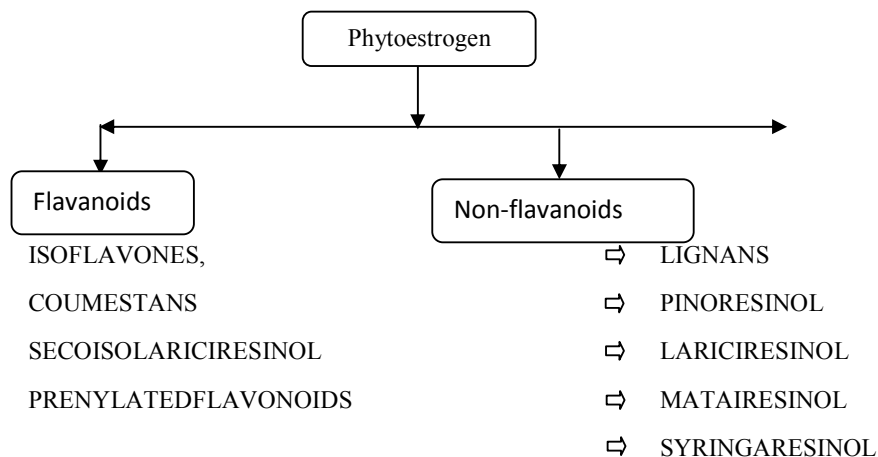 Phytoestrogen
Flavanoids
Non-flavanoids
ISOFLAVONES,
COUMESTANS
SECOISOLARICIRESINOL
PRENYLATEDFLAVONOIDS
⇨ LIGNANS
⇨ PINORESINOL
⇨ LARICIRESINOL
⇨ MATAIRESINOL
⇨ SYRINGARESINOL